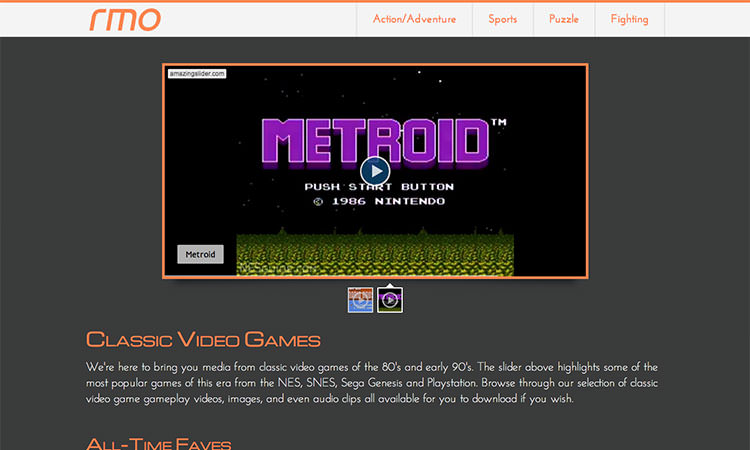 rmo
Action/Adventure
Sports
Puzzle
Fighting
amazingslider.com
METROID™
PUSH START BUTTON
© 1986 NINTENDO
Metroid
Classic Video Games
We're here to bring you media from classic video games of the 80's and early 90's. The slider above highlights some of the
most popular games of this era from the NES, SNES, Sega Genesis and Playstation. Browse through our selection of classic
video game gameplay videos, images, and even audio clips all available for you to download if you wish.
All-Time Faves